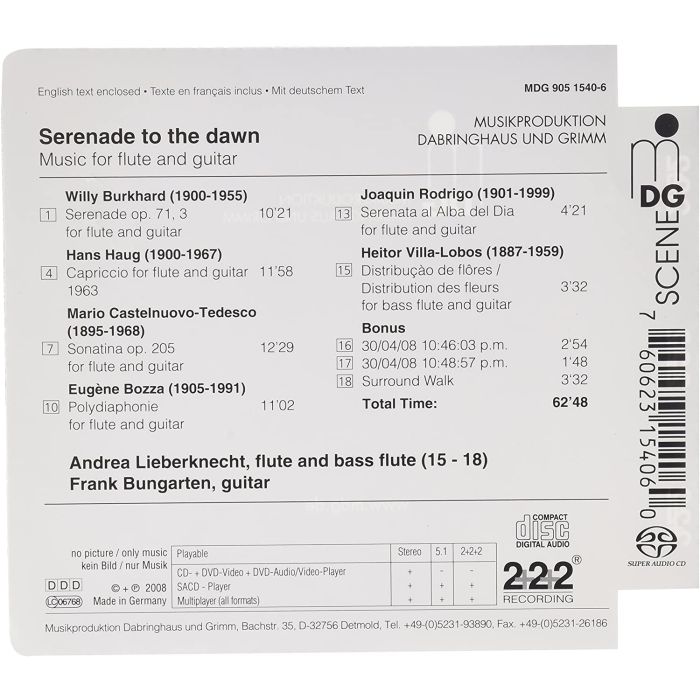 English text enclosed • Texte en français inclus • Mit deutschem Text
MDG 905 1540-6
Serenade to the dawn
Music for flute and guitar
MUSIKPRODUKTION
DABRINGHAUS UND GRIMM
Willy Burkhard (1900-1955)
1 Serenade op. 71, 3 10'21
for flute and guitar
Hans Haug (1900-1967)
4 Capriccio for flute and guitar 11'58
1963
Mario Castelnuovo-Tedesco
(1895-1968)
7 Sonatina op. 205 12'29
for flute and guitar
Eugène Bozza (1905-1991)
10 Polydiaphonie 11'02
for flute and guitar
Joaquin Rodrigo (1901-1999)
13 Serenata al Alba del Dia 4'21
for flute and guitar
Heitor Villa-Lobos (1887-1959)
15 Distribuçào de flôres /
Distribution des fleurs 3'32
for bass flute and guitar
Bonus
16 30/04/08 10:46:03 p.m. 2'54
17 30/04/08 10:48:57 p.m. 1'48
18 Surround Walk 3'32
Total Time: 62'48
Andrea Lieberknecht, flute and bass flute (15 - 18)
Frank Bungarten, guitar
no picture / only music
kein Bild / nur Musik
DDD
LC06768
© + ℗ 2008
Made in Germany
Playable Stereo 5.1 2+2+2
CD- + DVD-Video + DVD-Audio/Video-Player + - -
SACD - Player + + +
Multiplayer (all formats) + + +
COMPACT
disc
DIGITAL AUDIO
2+2+2®
RECORDING
Musikproduktion Dabringhaus und Grimm, Bachstr. 35, D-32756 Detmold, Tel. +49-(0)5231-93890, Fax: +49-(0)5231-26186
MDG
SCENE
7 60623 15406 0
SUPER AUDIO CD